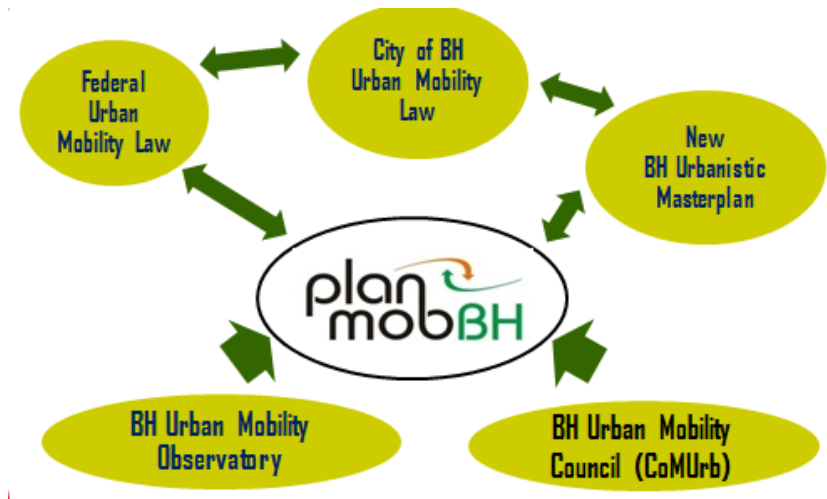 Federal
Urban
Mobility Law
City of BH
Urban Mobility
Law
New
BH Urbanistic
Masterplan
plan
mobBH
BH Urban Mobility
Observatory
BH Urban Mobility
Council (CoMUrb)